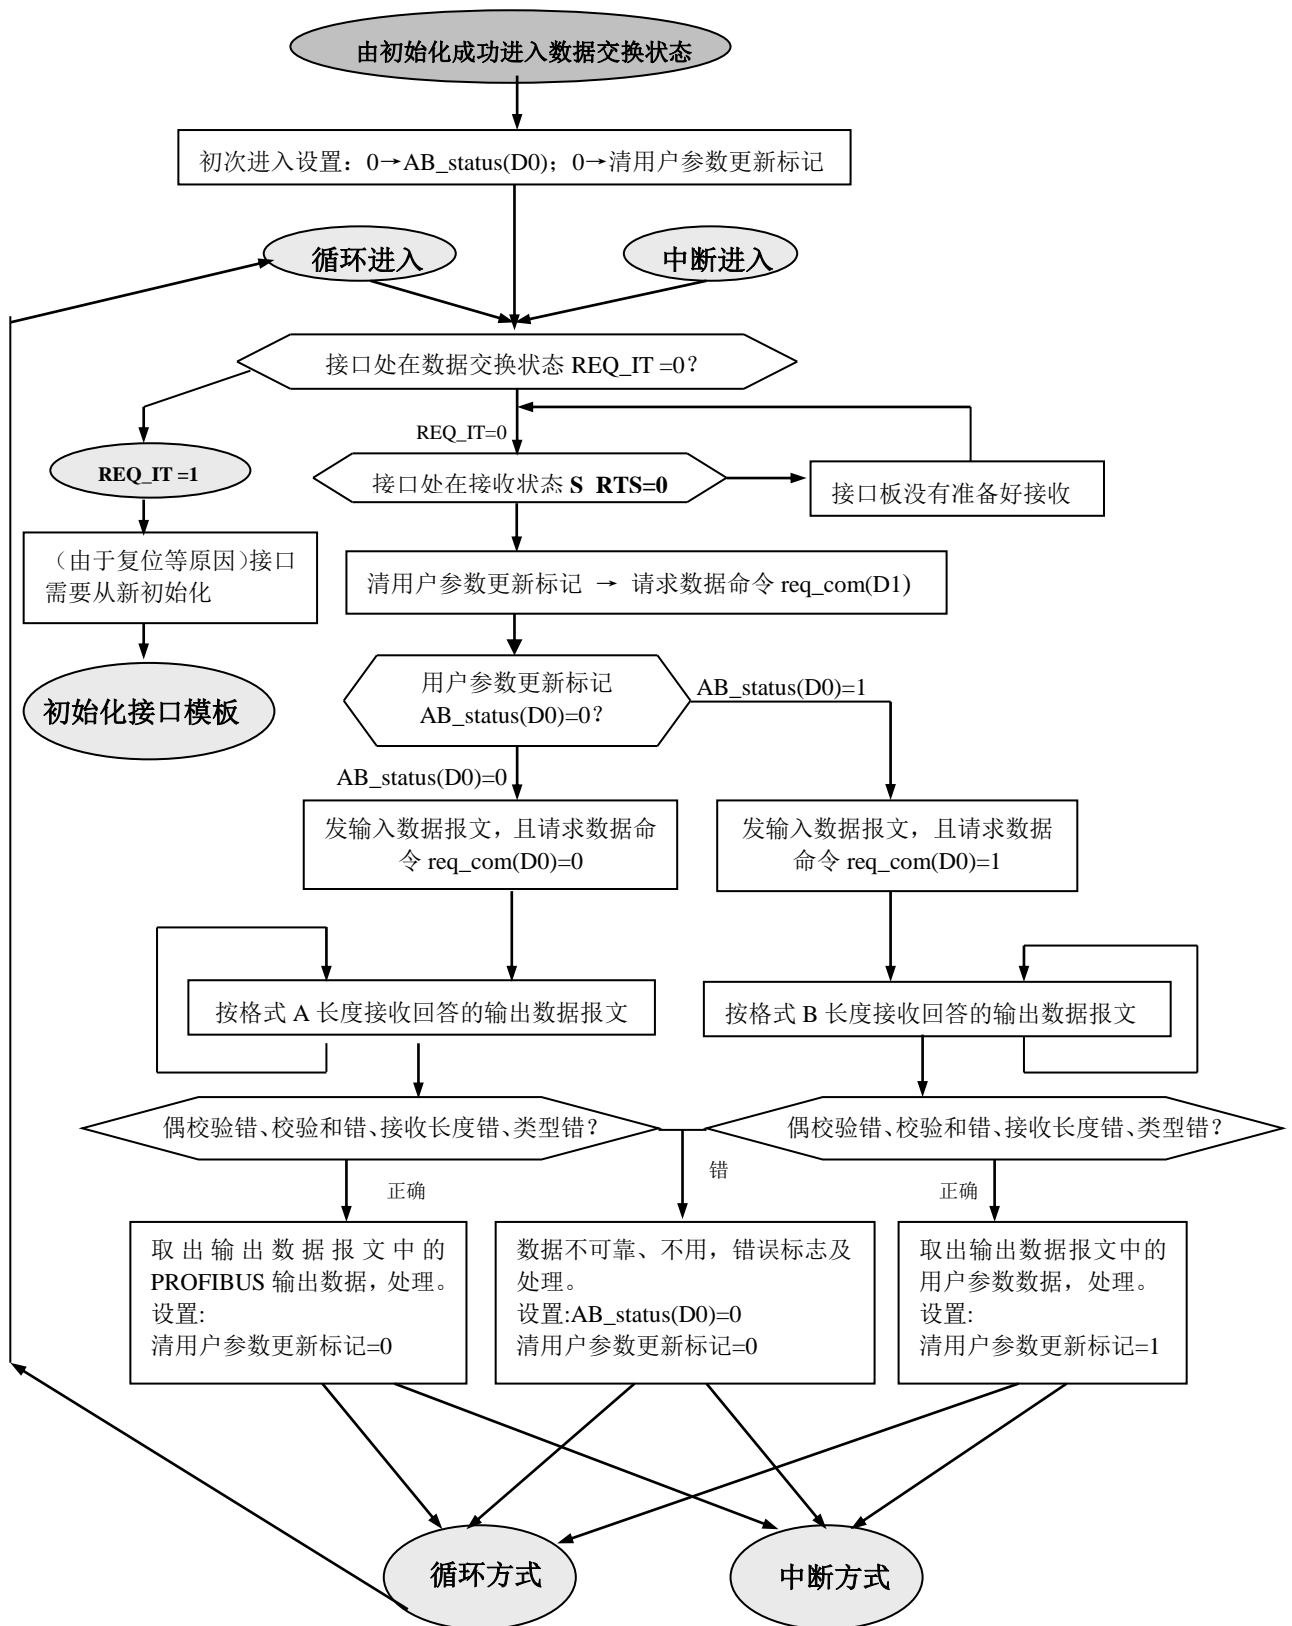 由初始化成功进入数据交换状态
初次进入设置：0→AB_status(D0)；0→清用户参数更新标记
循环进入
中断进入
接口处在数据交换状态 REQ_IT =0？
REQ_IT=0
REQ_IT =1
接口处在接收状态 S_RTS=0
接口板没有准备好接收
（由于复位等原因)接口
需要从新初始化
清用户参数更新标记 → 请求数据命令 req_com(D1)
初始化接口模板
用户参数更新标记
AB_status(D0)=0？
AB_status(D0)=1
AB_status(D0)=0
发输入数据报文，且请求数据命
令 req_com(D0)=0
发输入数据报文，且请求数据
命令 req_com(D0)=1
按格式 A 长度接收回答的输出数据报文
按格式 B 长度接收回答的输出数据报文
偶校验错、校验和错、接收长度错、类型错？
偶校验错、校验和错、接收长度错、类型错？
正确
错
正确
取出输出数据报文中的
PROFIBUS 输出数据，处理。
设置:
清用户参数更新标记=0
数据不可靠、不用，错误标志及
处理。
设置:AB_status(D0)=0
清用户参数更新标记=0
取出输出数据报文中的
用户参数数据，处理。
设置:
清用户参数更新标记=1
循环方式
中断方式